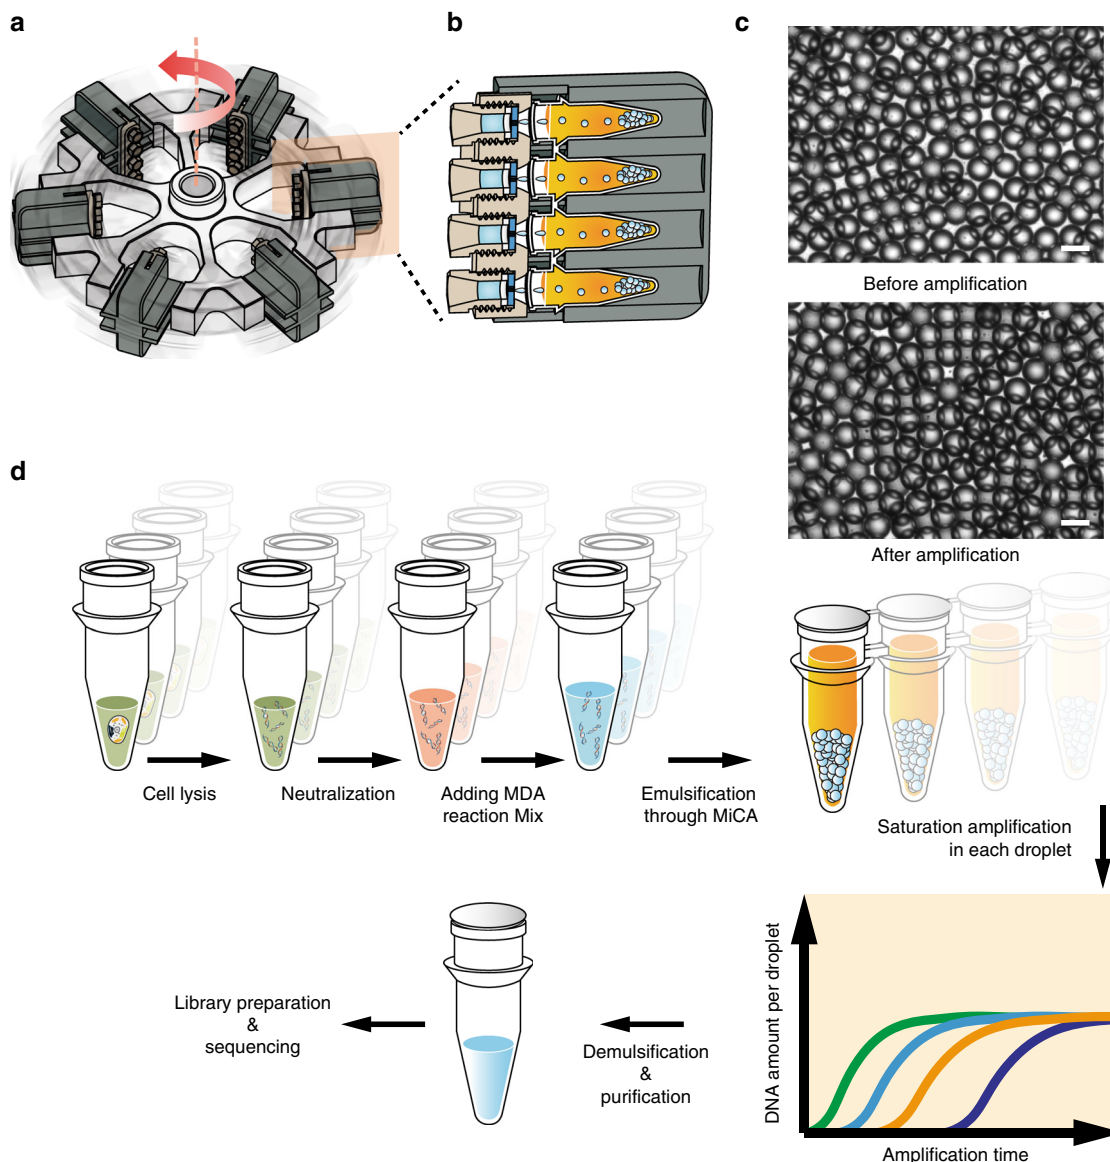 a
b
c
Before amplification
After amplification
d
Cell lysis
Neutralization
Adding MDA
reaction Mix
Emulsification
through MiCA
Saturation amplification
in each droplet
DNA amount per droplet
Amplification time
Demulsification
&
purification
Library preparation
&
sequencing